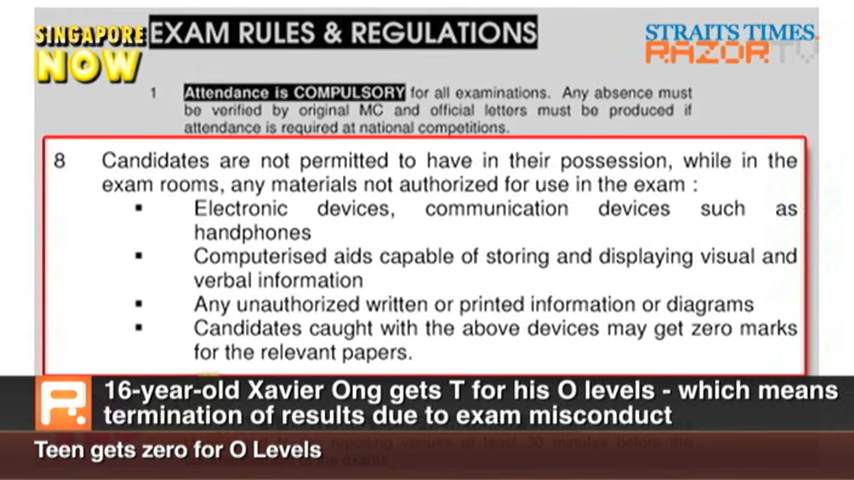 SINGAPORE
NOW
EXAM RULES & REGULATIONS
STRAITS TIMES
RAZORTV
1 Attendance is COMPULSORY for all examinations. Any absence must
be verified by original MC and official letters must be produced if
attendance is required at national competitions.
8 Candidates are not permitted to have in their possession, while in the
exam rooms, any materials not authorized for use in the exam :
▪ Electronic devices, communication devices such as
handphones
▪ Computerised aids capable of storing and displaying visual and
verbal information
▪ Any unauthorized written or printed information or diagrams
▪ Candidates caught with the above devices may get zero marks
for the relevant papers.
R.
16-year-old Xavier Ong gets T for his O levels - which means
termination of results due to exam misconduct
Teen gets zero for O Levels